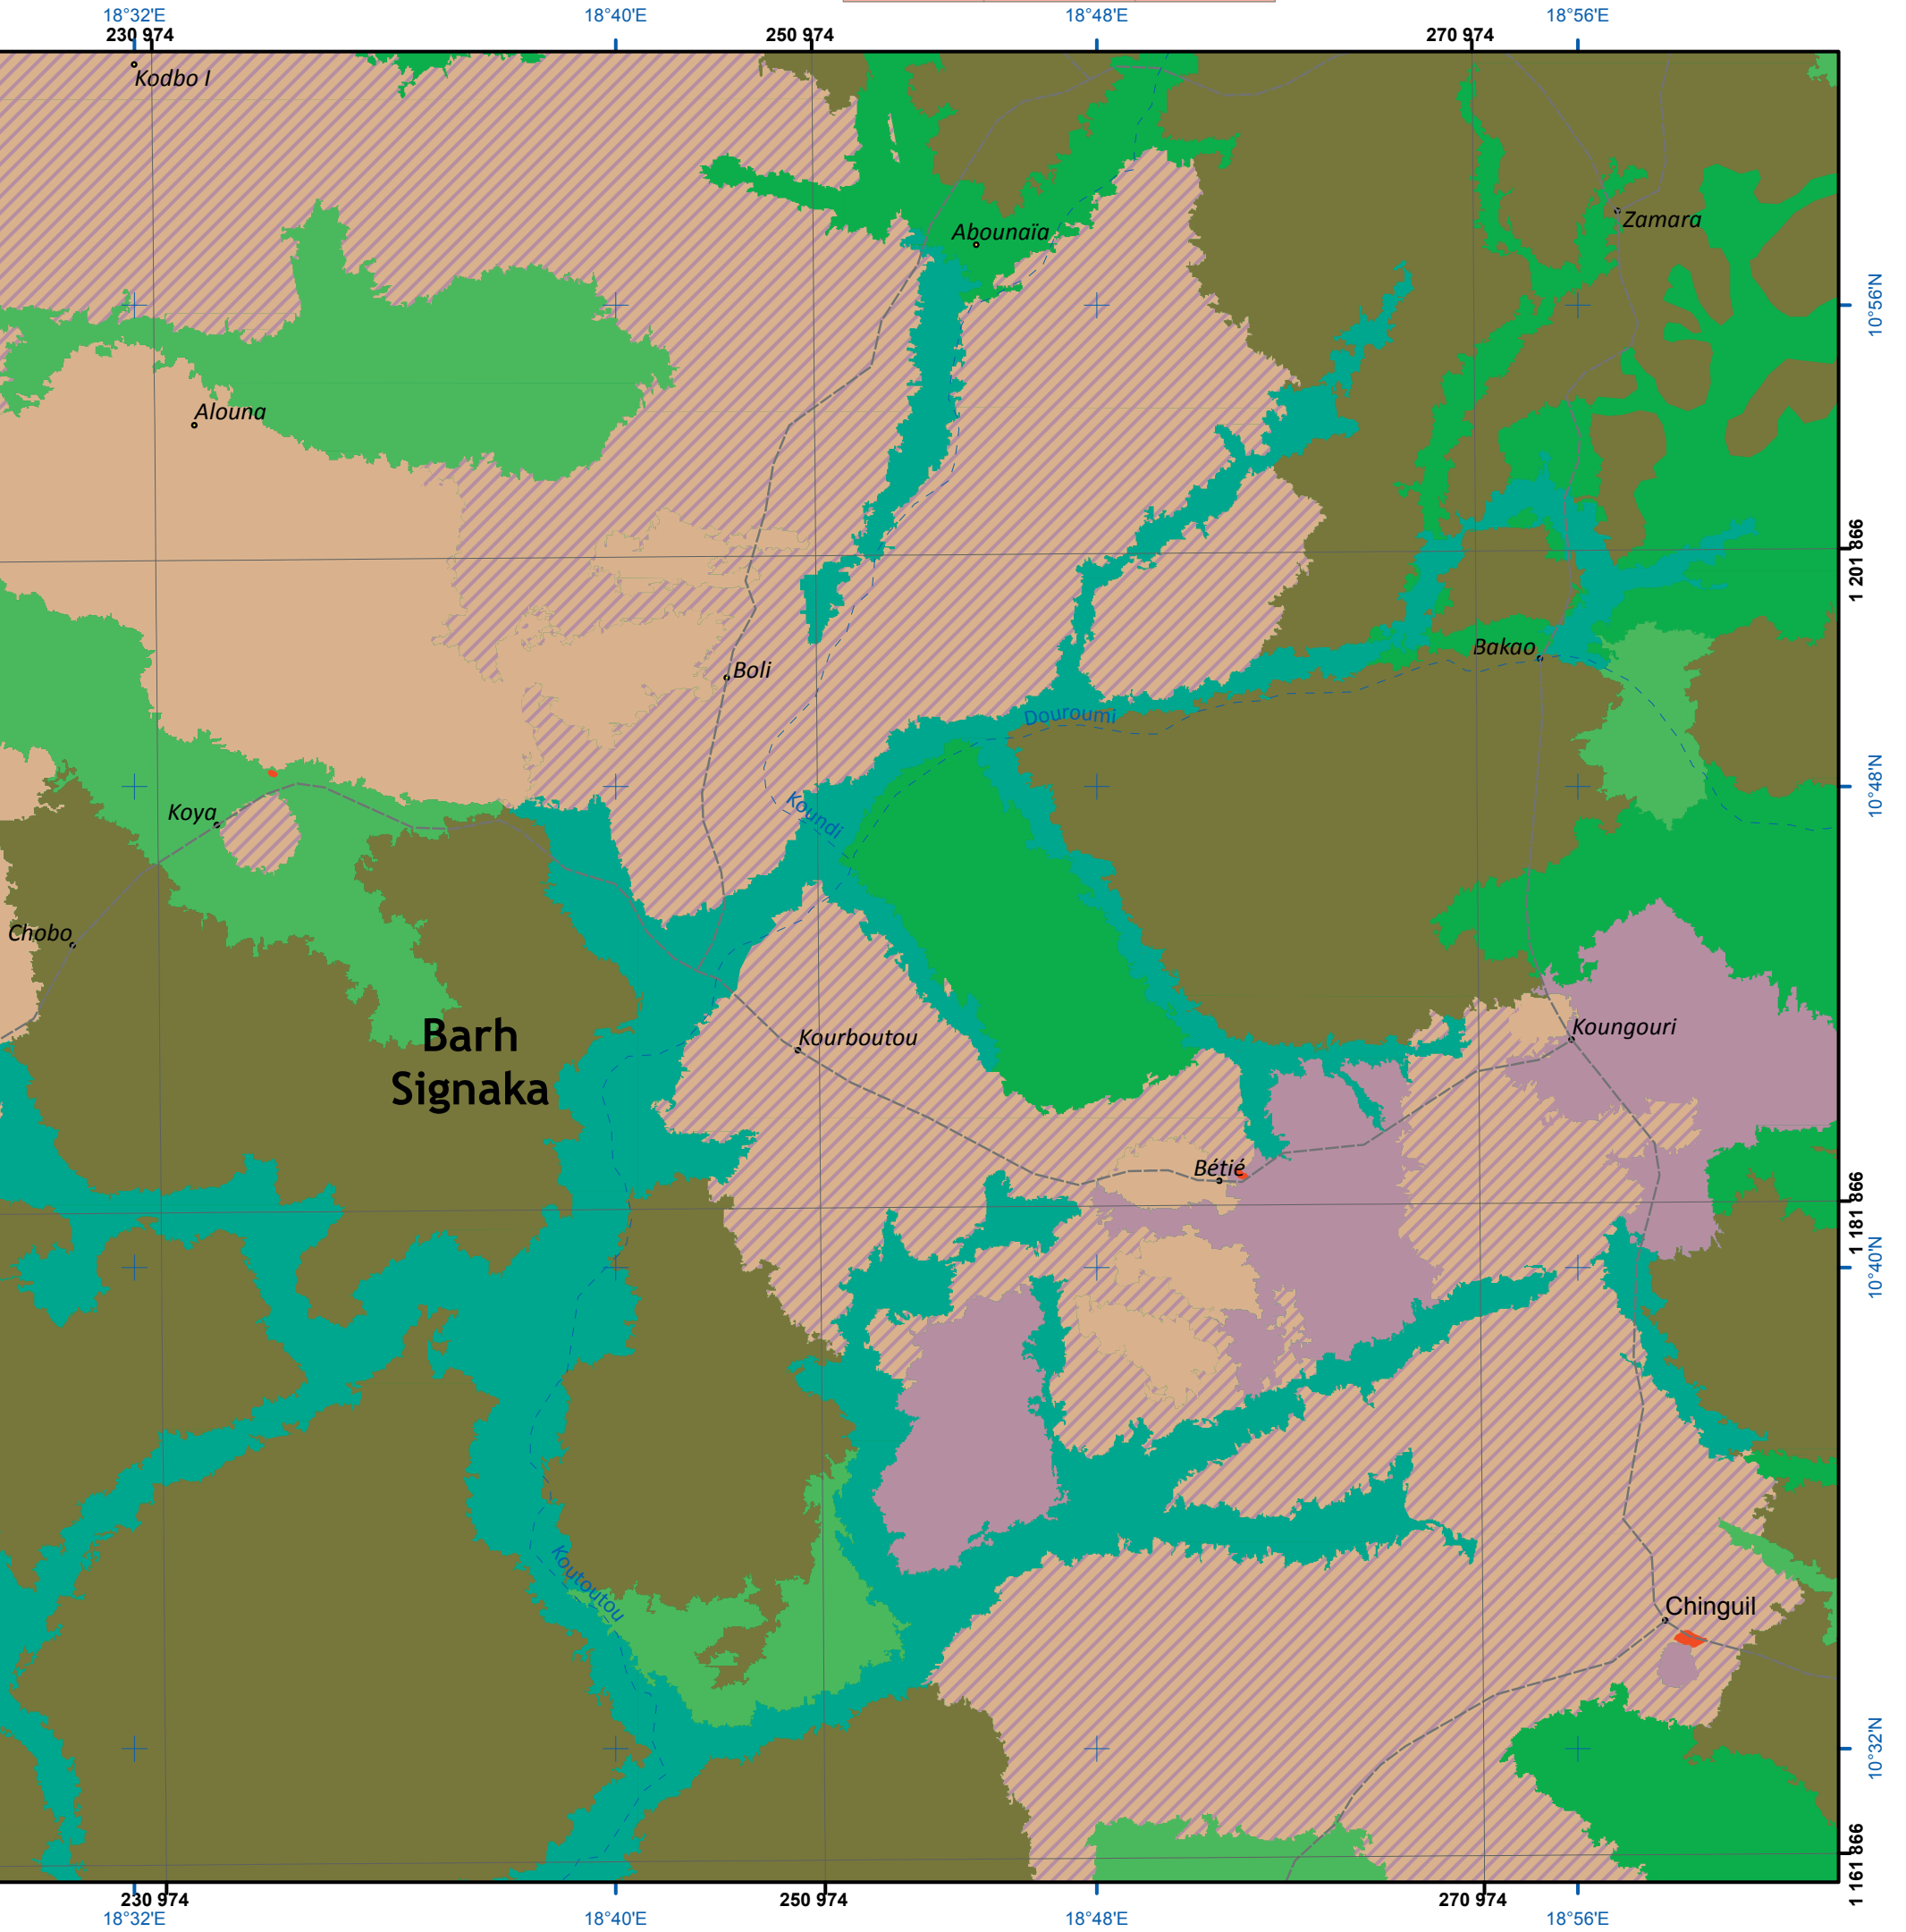 18°32'E 18°40'E 18°48'E 18°56'E
230 974 250 974 270 974
Kodbo I
Zamara
Abounaïa
10°56'N
Alouna
1 201 866
Bakao
Boli
Douroumi
10°48'N
Koundi
Koya
Chobo
Koungouri
Barh
Signaka
Kourboutou
Bétié
1 181 866
10°40'N
Koutoutou
Chinguil
10°32'N
1 161 866
230 974 250 974 270 974
18°32'E 18°40'E 18°48'E 18°56'E